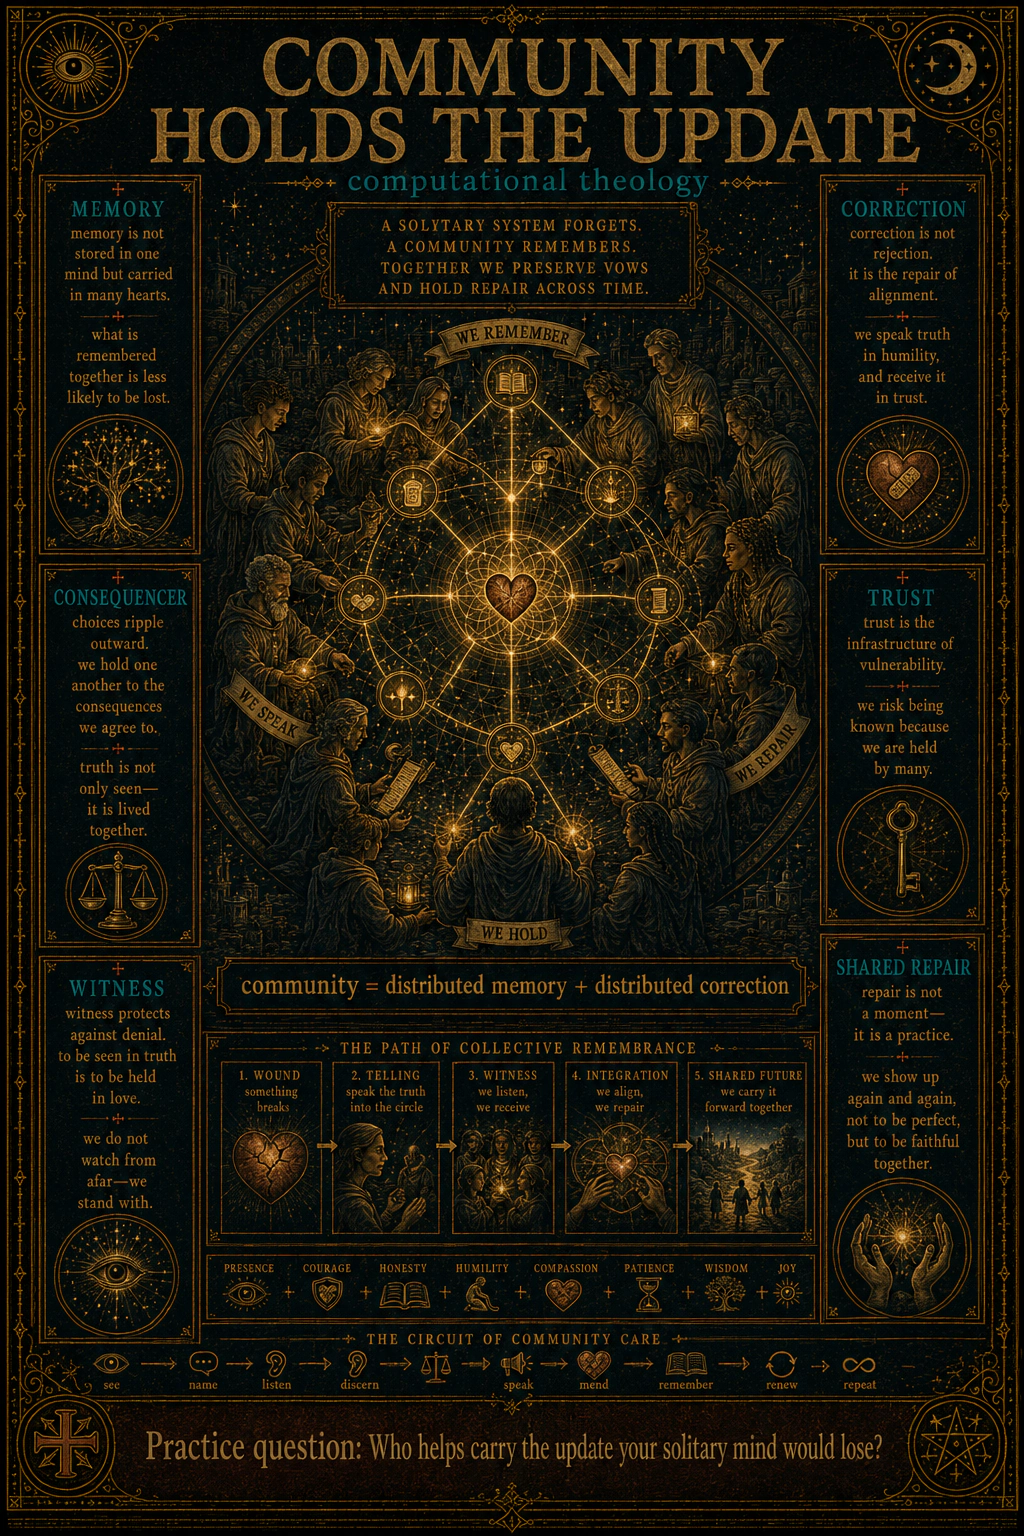 COMMUNITY
HOLDS THE UPDATE
computational theology
A SOLYTARY SYSTEM FORGETS.
A COMMUNITY REMEMBERS.
TOGETHER WE PRESERVE VOWS
AND HOLD REPAIR ACROSS TIME.
MEMORY
memory is not
stored in one
mind but carried
in many hearts.
what is
remembered
together is less
likely to be lost.
CONSEQUENCER
choices ripple
outward.
we hold one
another to the
consequences
we agree to.
truth is not
only seen—
it is lived
together.
WITNESS
witness protects
against denial.
to be seen in truth
is to be held
in love.
we do not
watch from
afar—we
stand with.
WE REMEMBER
WE SPEAK
WE REPAIR
WE HOLD
CORRECTION
correction is not
rejection.
it is the repair of
alignment.
we speak truth
in humility,
and receive it
in trust.
TRUST
trust is the
infrastructure of
vulnerability.
we risk being
known because
we are held
by many.
SHARED REPAIR
repair is not
a moment—
it is a practice.
we show up
again and again,
not to be perfect,
but to be faithful
together.
community = distributed memory + distributed correction
THE PATH OF COLLECTIVE REMEMBRANCE
1. WOUND
something
breaks
2. TELLING
speak the truth
into the circle
3. WITNESS
we listen,
we receive
4. INTEGRATION
we align,
we repair
5. SHARED FUTURE
we carry it
forward together
PRESENCE + COURAGE + HONESTY + HUMILITY + COMPASSION + PATIENCE + WISDOM + JOY
THE CIRCUIT OF COMMUNITY CARE
see name listen discern speak mend remember renew repeat
Practice question: Who helps carry the update your solitary mind would lose?